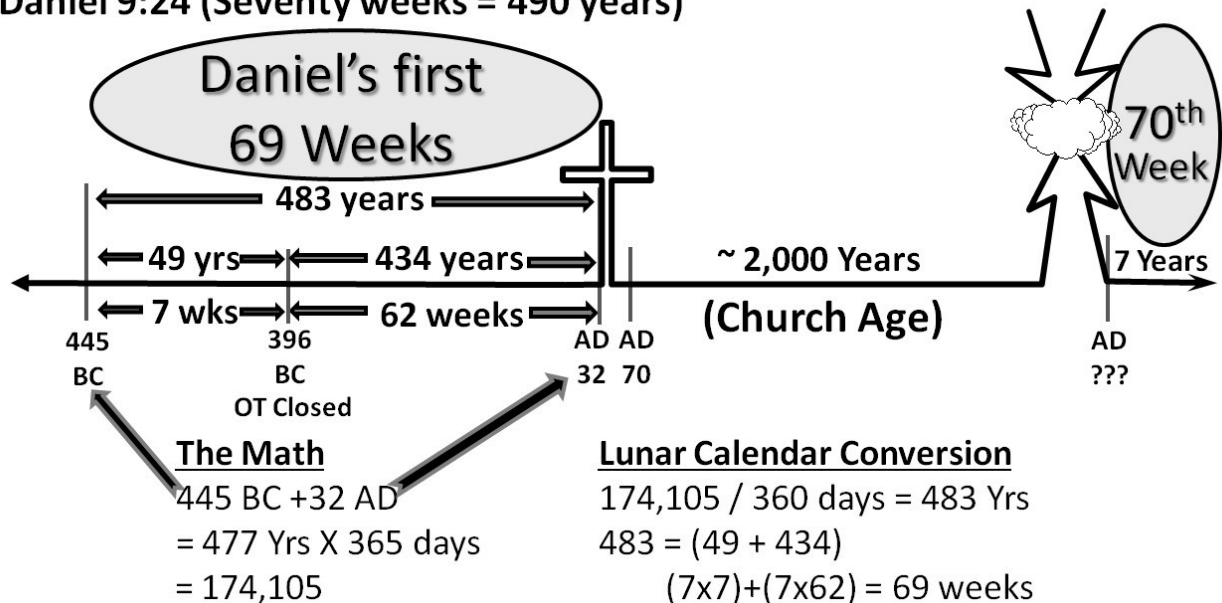 Daniel 9:24 (Seventy weeks = 490 years)
Daniel's first
69 Weeks
70th
Week
483 years
49 yrs
434 years
~ 2,000 Years
7 Years
7 wks
62 weeks
(Church Age)
445
BC
396
BC
OT Closed
AD
32
AD
70
AD
???
The Math
445 BC +32 AD
= 477 Yrs X 365 days
= 174,105
Lunar Calendar Conversion
174,105 / 360 days = 483 Yrs
483 = (49 + 434)
(7x7)+(7x62) = 69 weeks